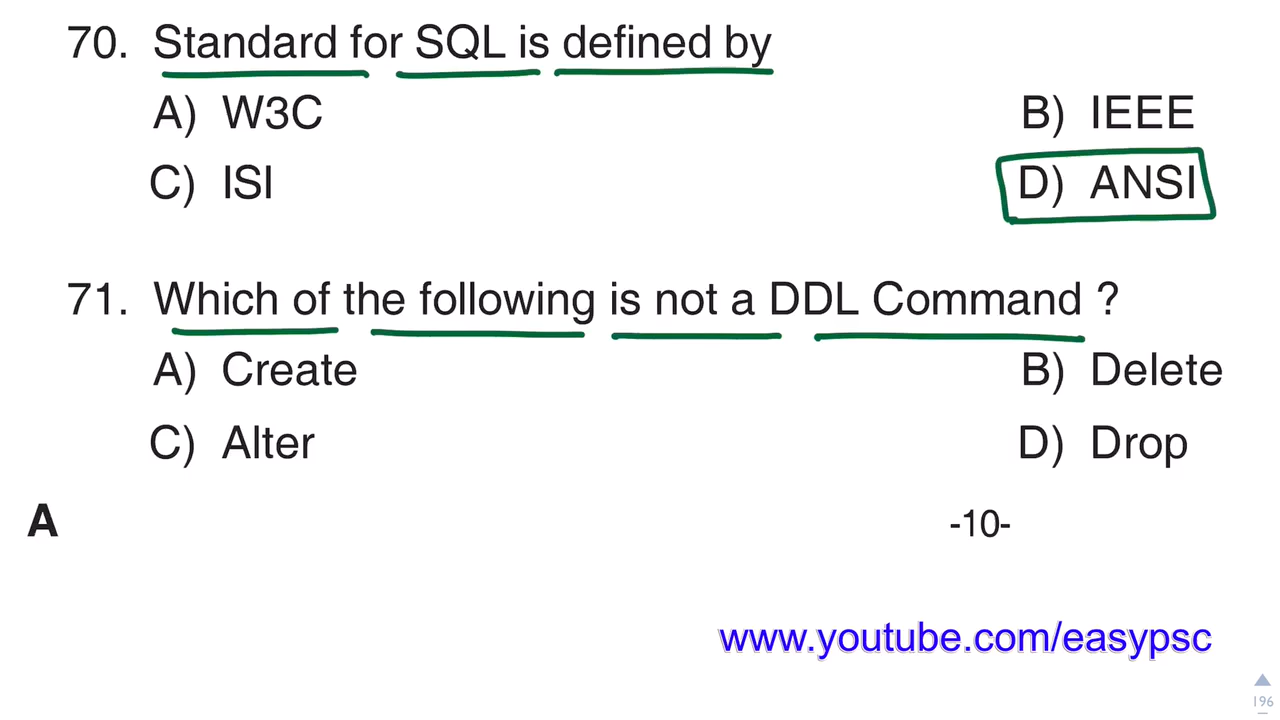 70. Standard for SQL is defined by
A) W3C B) IEEE
C) ISI D) ANSI
71. Which of the following is not a DDL Command ?
A) Create B) Delete
C) Alter D) Drop
A -10-
www.youtube.com/easypsc
196